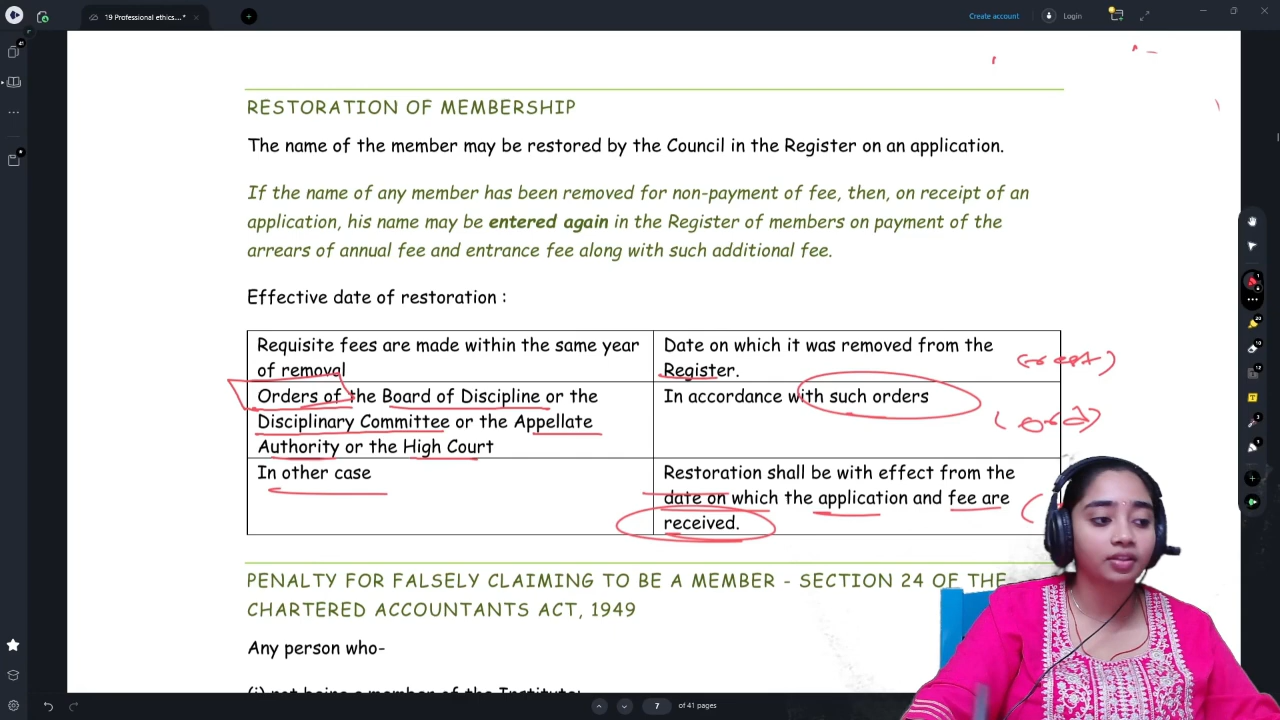 19 Professional ethics....*
Create account
Login
RESTORATION OF MEMBERSHIP
The name of the member may be restored by the Council in the Register on an application.
If the name of any member has been removed for non-payment of fee, then, on receipt of an
application, his name may be entered again in the Register of members on payment of the
arrears of annual fee and entrance fee along with such additional fee.
Effective date of restoration :
Requisite fees are made within the same year
of removal
Date on which it was removed from the
Register.
Orders of the Board of Discipline or the
Disciplinary Committee or the Appellate
Authority or the High Court
In accordance with such orders
In other case
Restoration shall be with effect from the
date on which the application and fee are
received.
PENALTY FOR FALSELY CLAIMING TO BE A MEMBER - SECTION 24 OF THE
CHARTERED ACCOUNTANTS ACT, 1949
Any person who-
(i) not being a member of the Institute:
7
of 41 pages